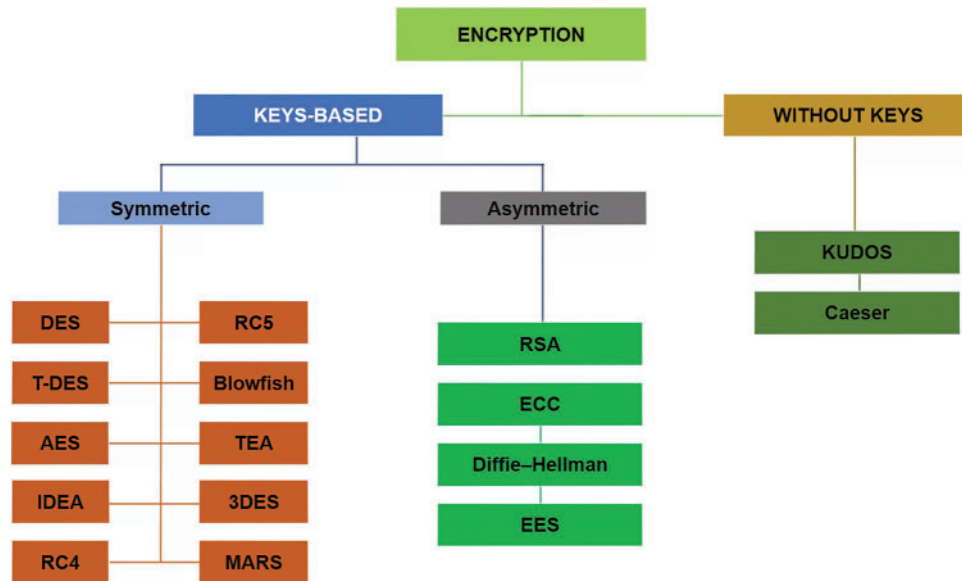 ENCRYPTION
KEYS-BASED
WITHOUT KEYS
Symmetric
Asymmetric
KUDOS
Caeser
DES
RC5
RSA
T-DES
Blowfish
ECC
AES
TEA
Diffie–Hellman
IDEA
3DES
EES
RC4
MARS